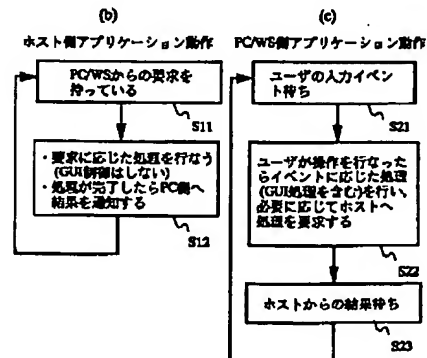 (b)
ホスト側アプリケーション動作
PC/WSからの要求を
持っている
S11
・要求に応じた処理を行なう
(GUI制御はしない)
・処理が完了したらPC側へ
結果を通知する
S12
(c)
PC/WS側アプリケーション動作
ユーザの入力イベ
ント待ち
S21
ユーザが操作を行なった
らイベントに応じた処理
(GUI処理を含む)を行い、
必要に応じてホストへ
処理を要求する
S22
ホストからの結果待ち
S23